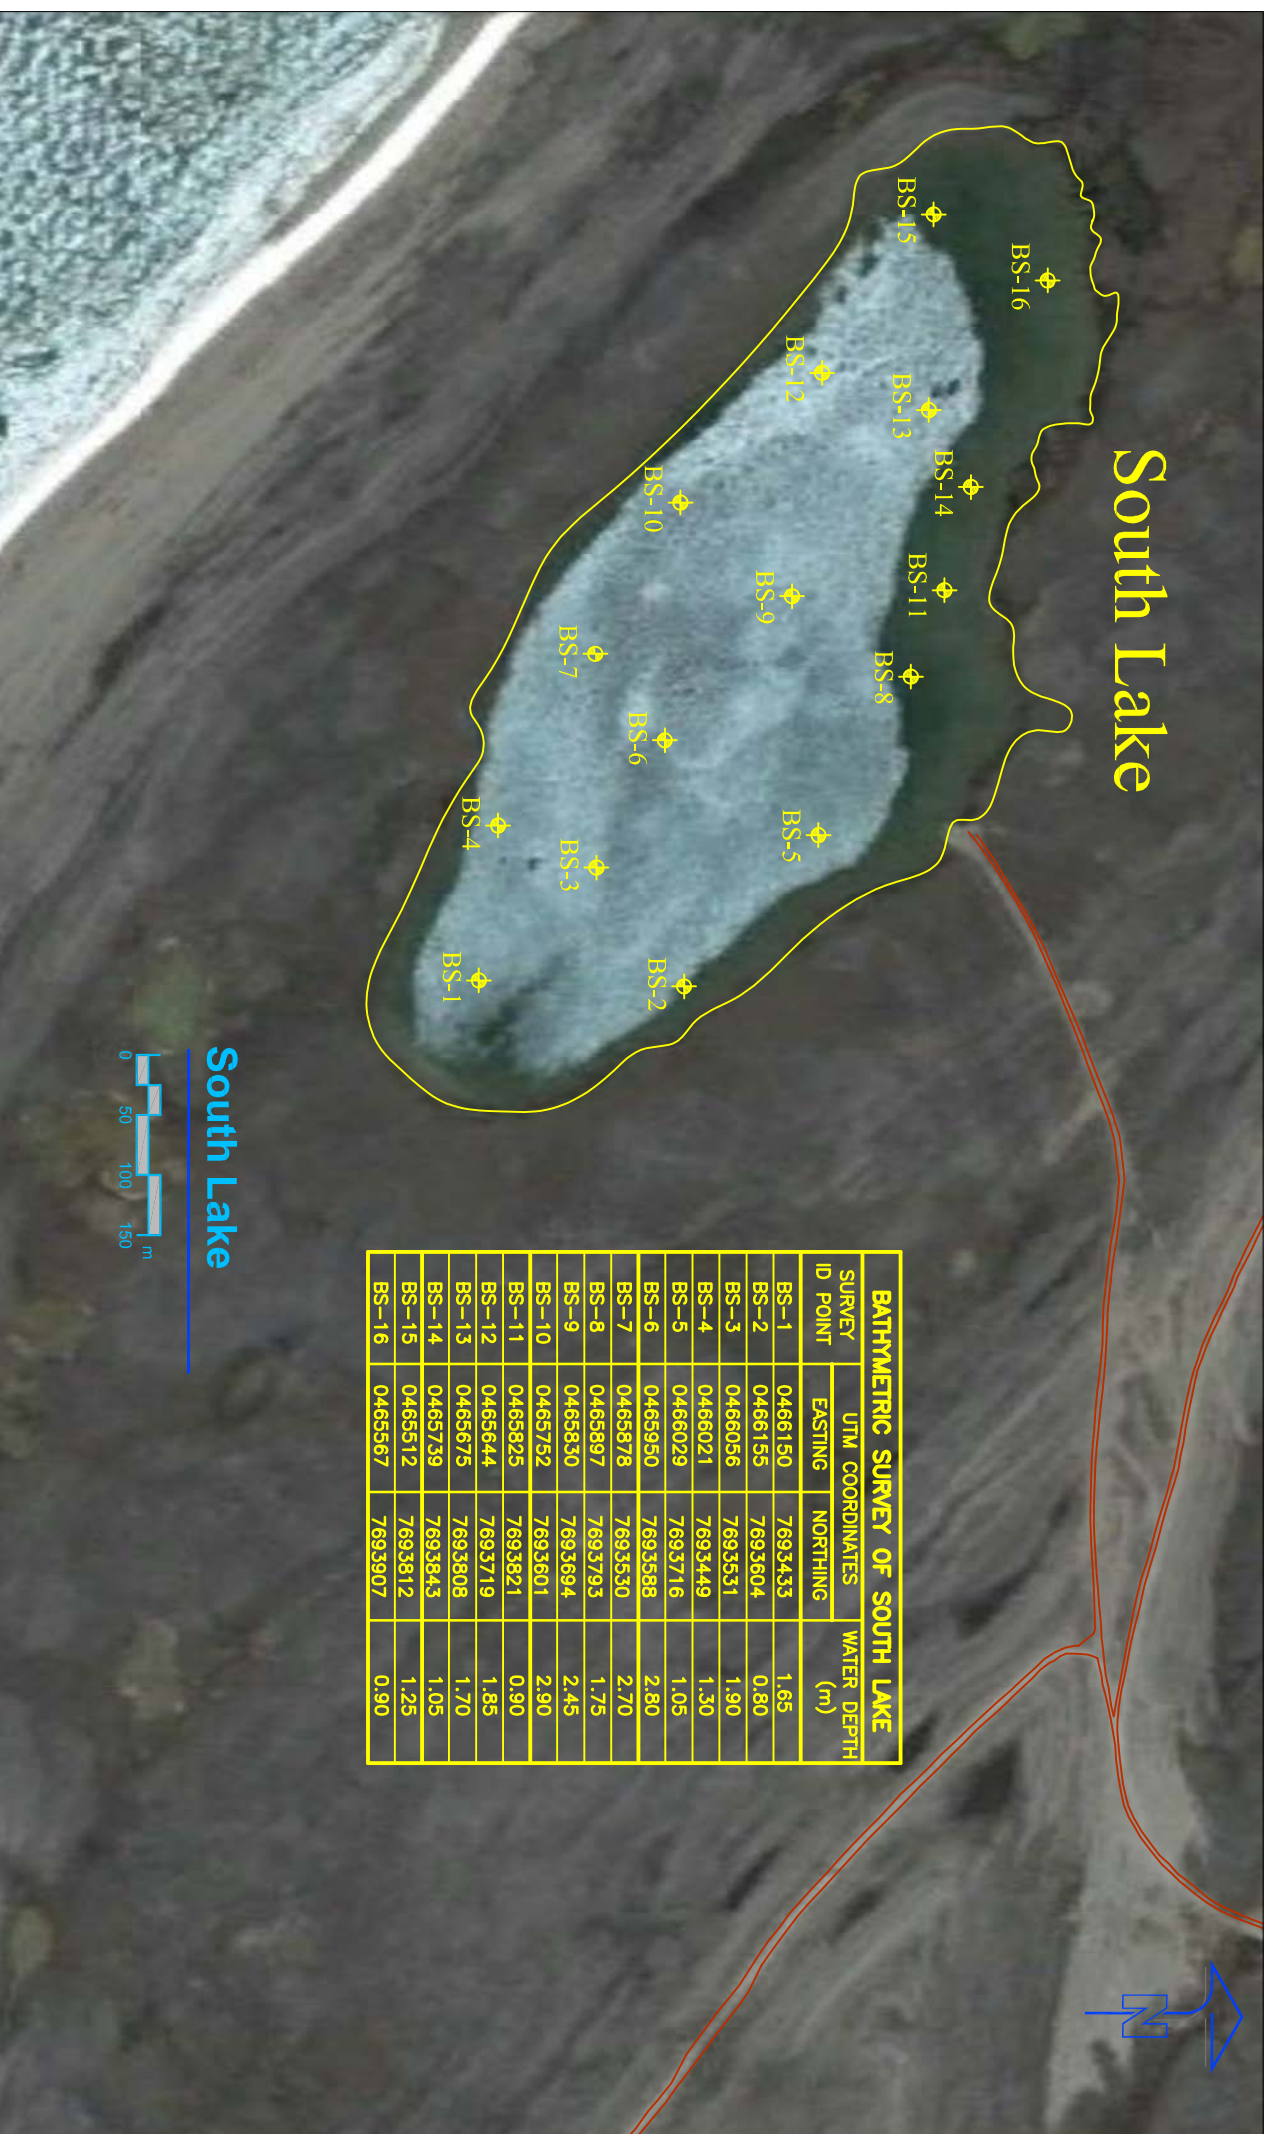 South Lake
BS-16
BS-15
BS-14
BS-11
BS-13
BS-8
BS-12
BS-5
BS-9
BS-2
BS-10
BS-6
BS-7
BS-3
BS-4
BS-1
BATHYMETRIC SURVEY OF SOUTH LAKE
SURVEY ID POINT UTM COORDINATES WATER DEPTH (m)
EASTING NORTHING
BS-1 0466150 7693433 1.65
BS-2 0466155 7693604 0.80
BS-3 0466056 7693531 1.90
BS-4 0466021 7693449 1.30
BS-5 0466029 7693716 1.05
BS-6 0465950 7693588 2.80
BS-7 0465878 7693530 2.70
BS-8 0465897 7693793 1.75
BS-9 0465830 7693694 2.45
BS-10 0465752 7693601 2.90
BS-11 0465825 7693821 0.90
BS-12 0465644 7693719 1.85
BS-13 0465675 7693808 1.70
BS-14 0465739 7693843 1.05
BS-15 0465512 7693812 1.25
BS-16 0465567 7693907 0.90
South Lake
0 50 100 150 m
N